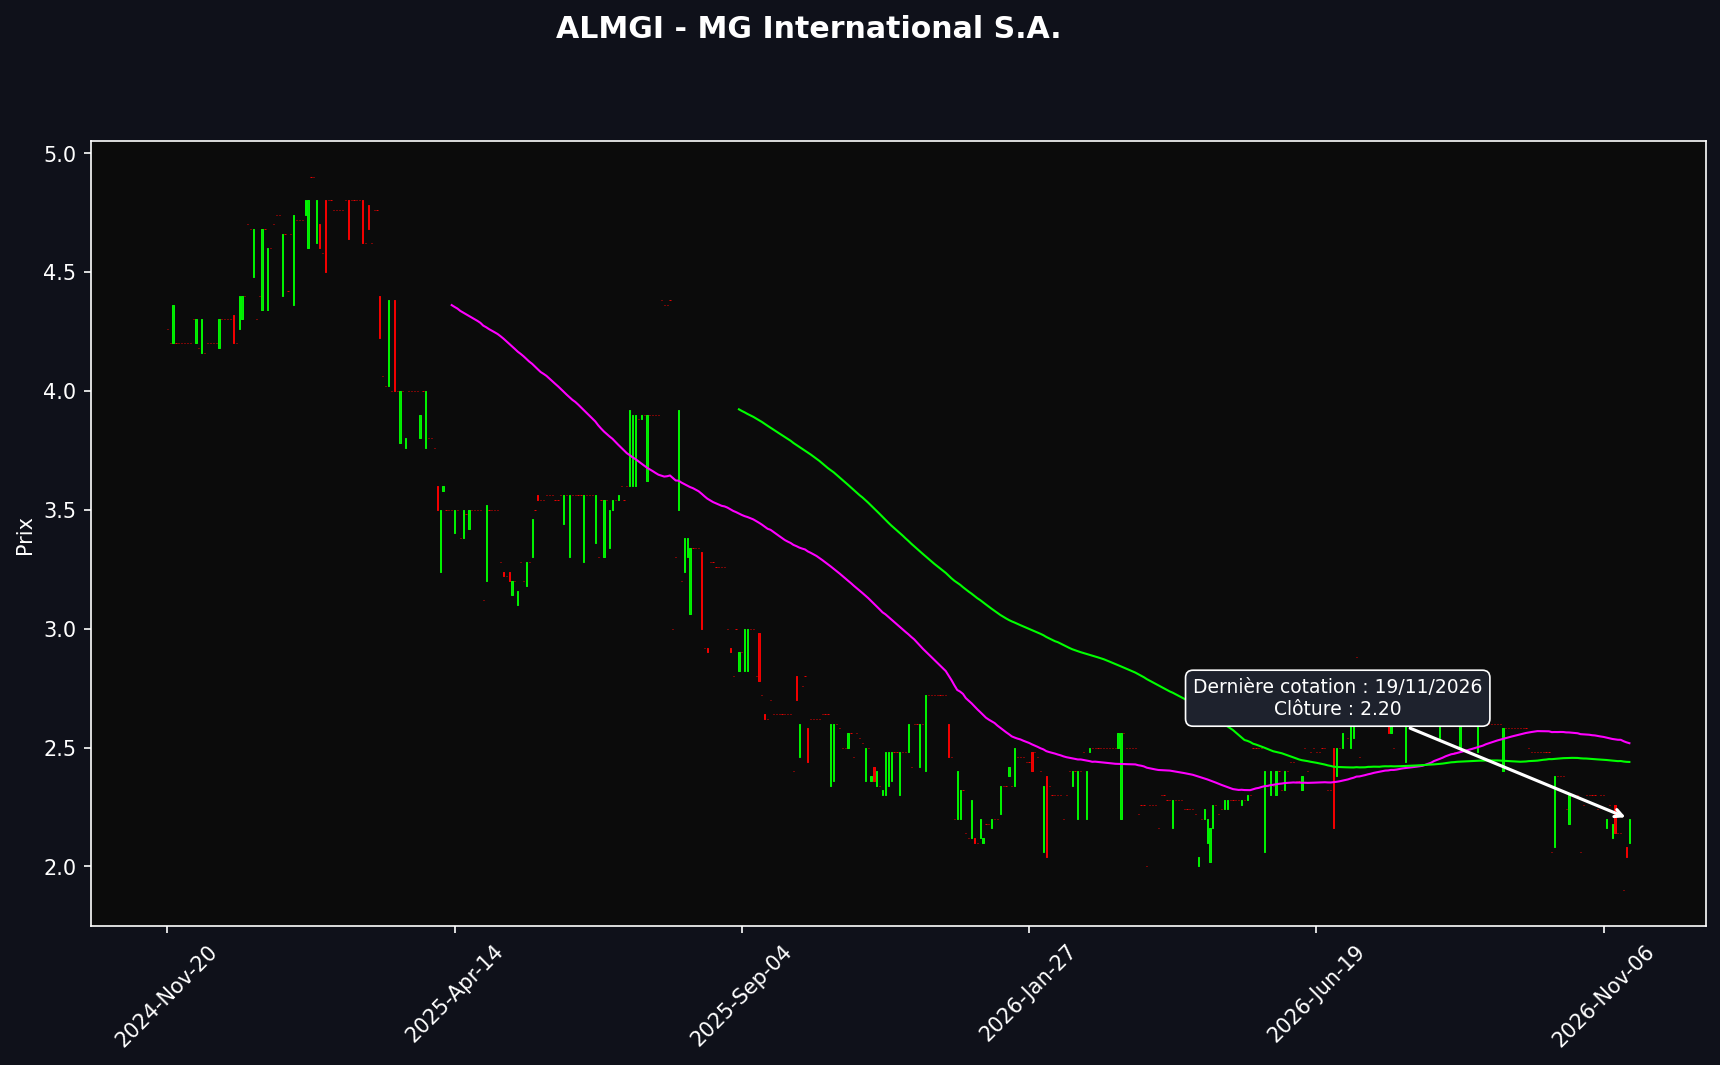 ALMGI - MG International S.A.
Prix
5.0
4.5
4.0
3.5
3.0
2.5
2.0
Dernière cotation : 19/11/2026
Clôture : 2.20
2024-Nov-20
2025-Apr-14
2025-Sep-04
2026-Jan-27
2026-Jun-19
2026-Nov-06